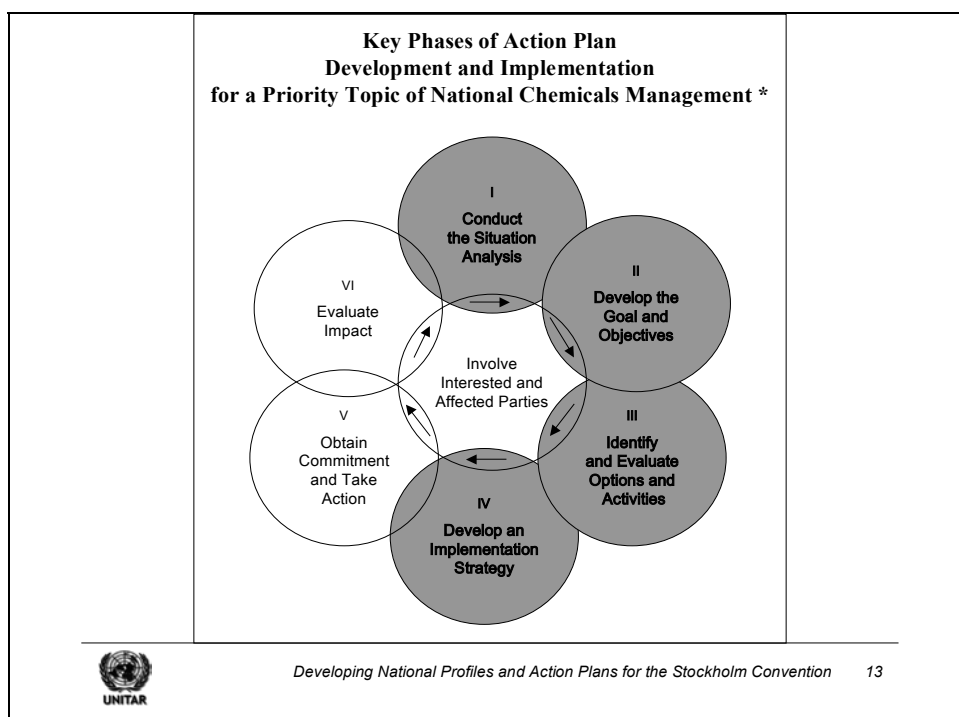 Key Phases of Action Plan
Development and Implementation
for a Priority Topic of National Chemicals Management *
I
Conduct
the Situation
Analysis
II
Develop the
Goal and
Objectives
III
Identify
and Evaluate
Options and
Activities
IV
Develop an
Implementation
Strategy
V
Obtain
Commitment
and Take
Action
VI
Evaluate
Impact
Involve
Interested and
Affected Parties
UNITAR
Developing National Profiles and Action Plans for the Stockholm Convention 13